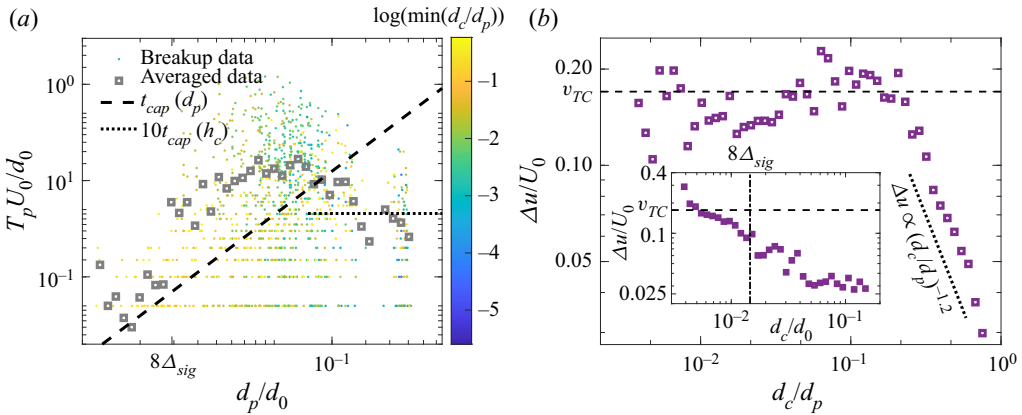 (a)
log(min(d_c/d_p))
Breakup data
Averaged data
t_cap (d_p)
10t_cap (h_c)
10^0
10^1
10^-1
T_pU_0/d_0
8Δ_sig
10^-1
d_p/d_0
-1
-2
-3
-4
-5
(b)
0.20
v_TC
0.10
0.05
Δu/U_0
8Δ_sig
0.4
v_TC
0.1
0.025
Δu/U_0
10^-2
10^-1
d_c/d_0
Δu ∝ (d_c/d_p)^-1.2
10^-2
10^-1
10^0
d_c/d_p